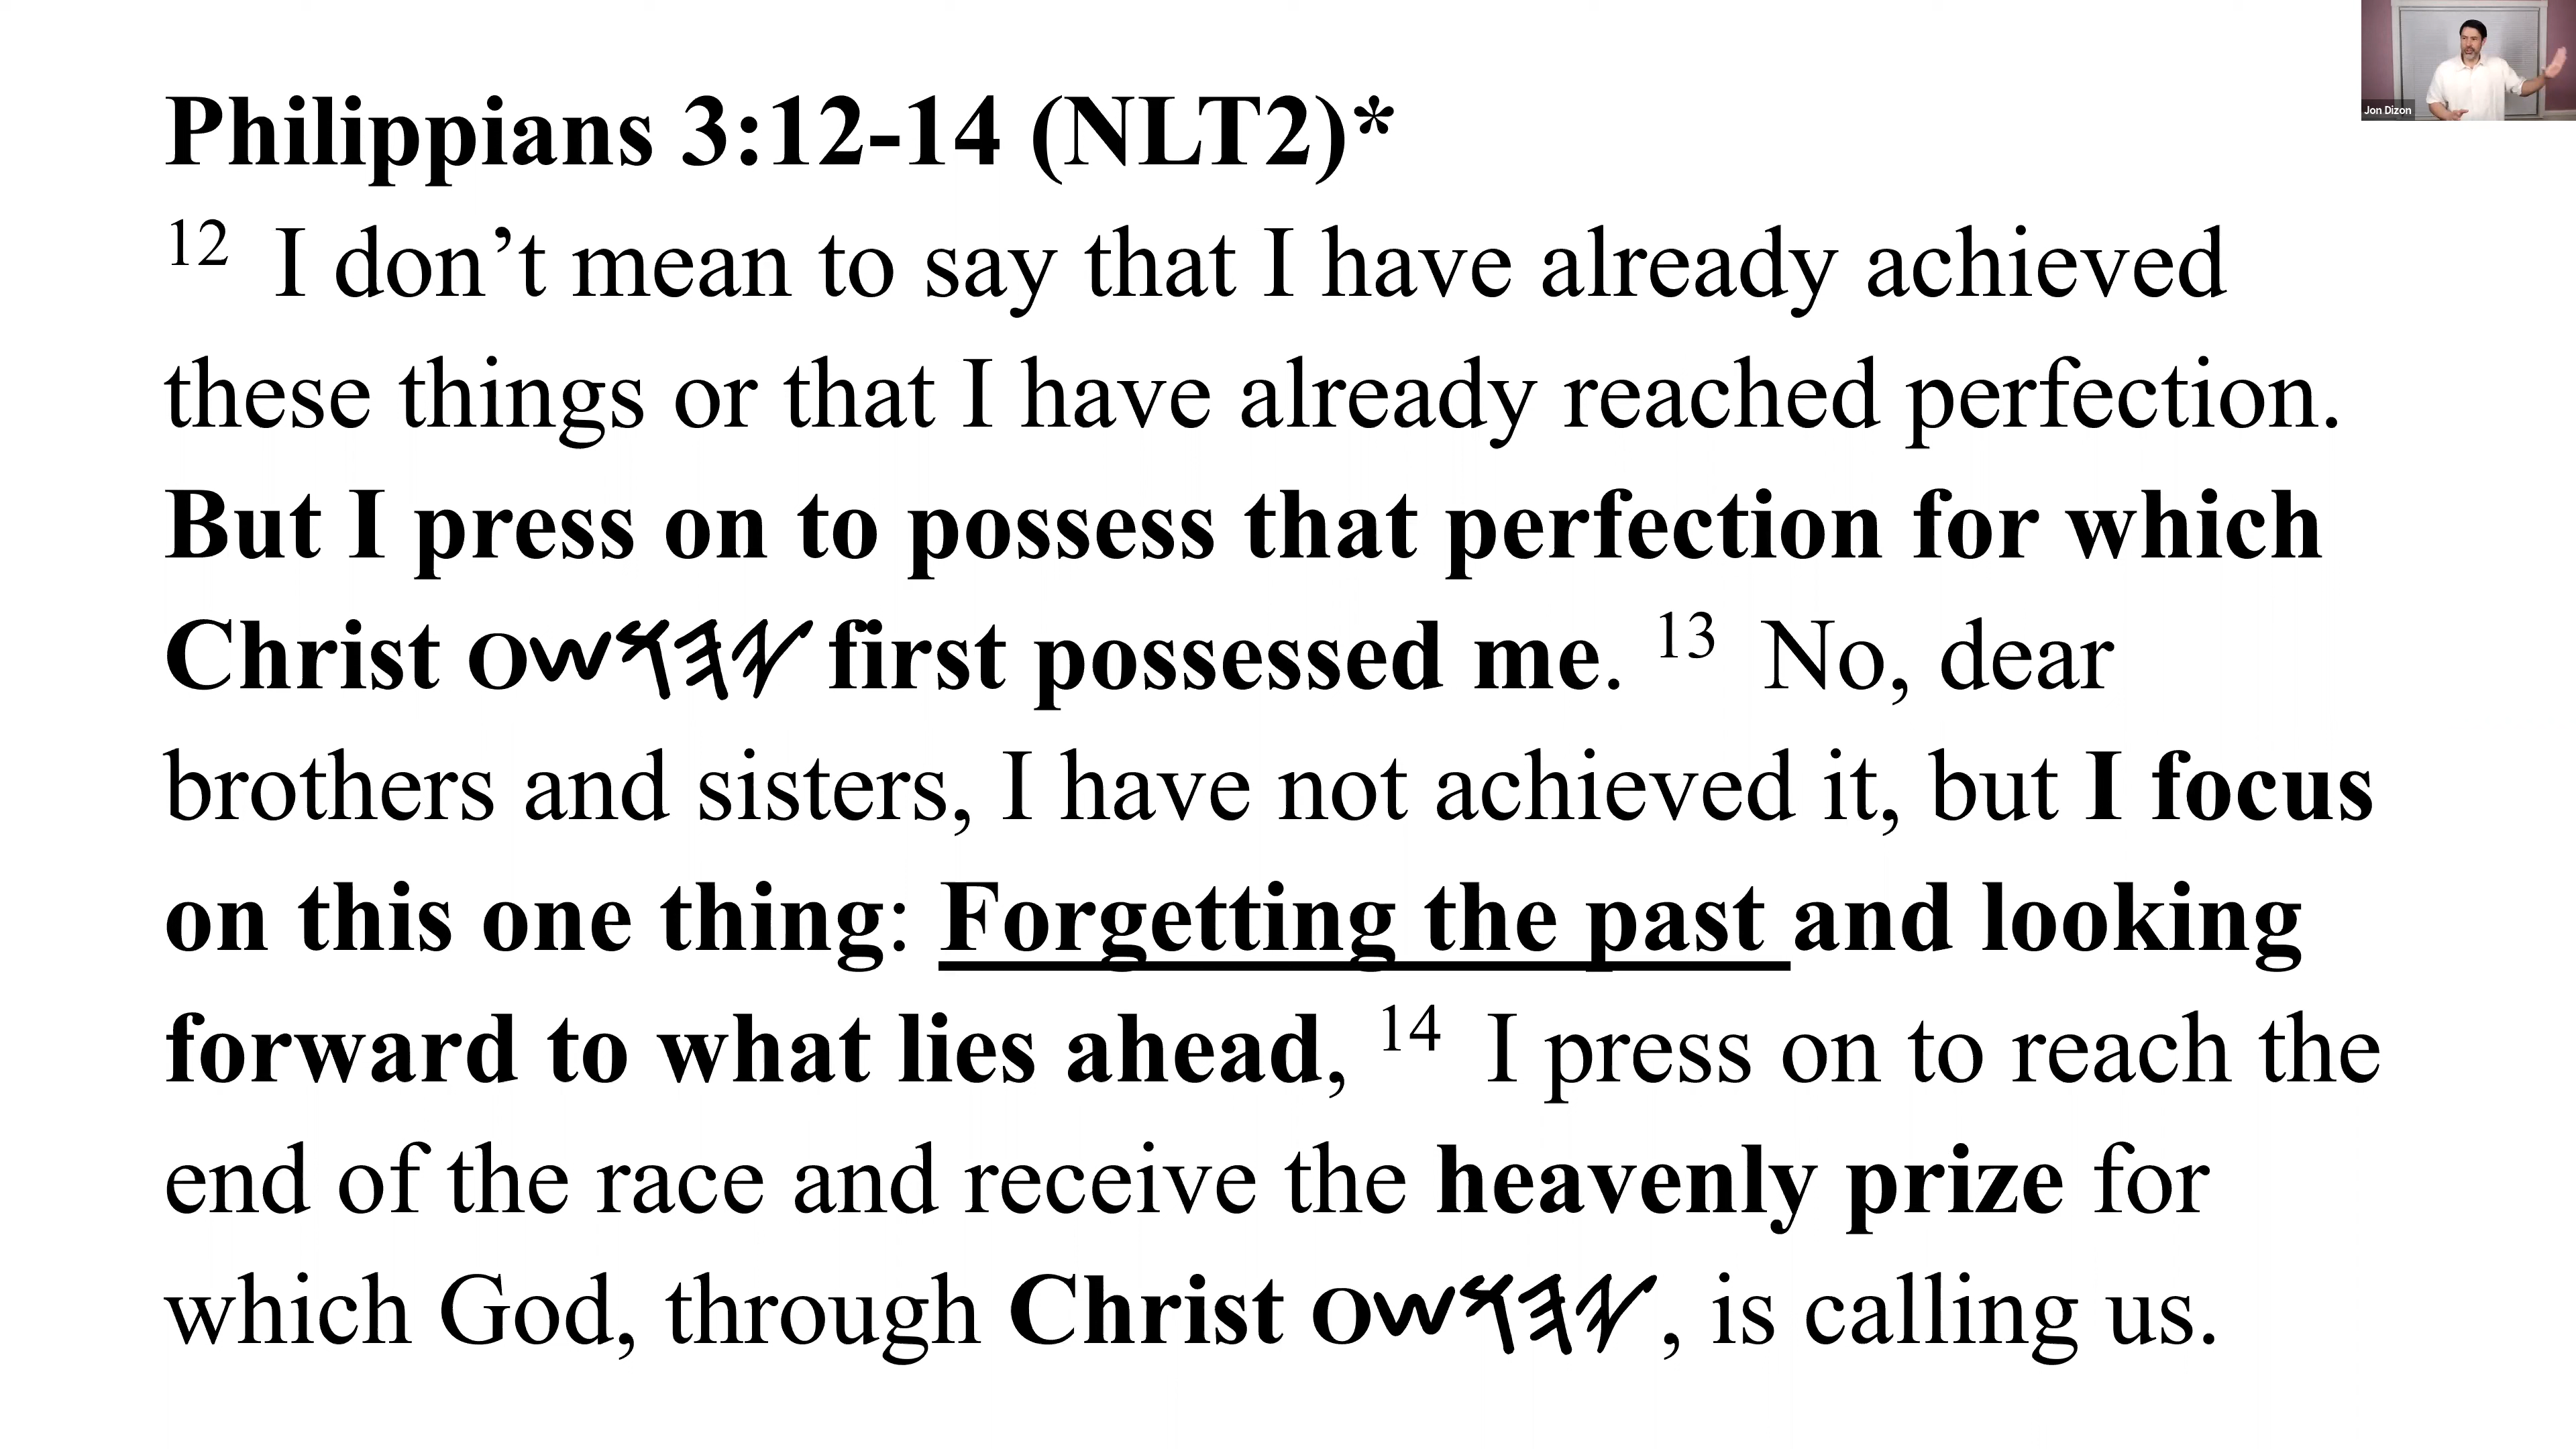 Jon Dizon
Philippians 3:12-14 (NLT2)*
12 I don’t mean to say that I have already achieved
these things or that I have already reached perfection.
But I press on to possess that perfection for which
Christ 𐤉𐤄𐤅𐤔𐤏 first possessed me. 13 No, dear
brothers and sisters, I have not achieved it, but I focus
on this one thing: Forgetting the past and looking
forward to what lies ahead, 14 I press on to reach the
end of the race and receive the heavenly prize for
which God, through Christ 𐤉𐤄𐤅𐤔𐤏, is calling us.